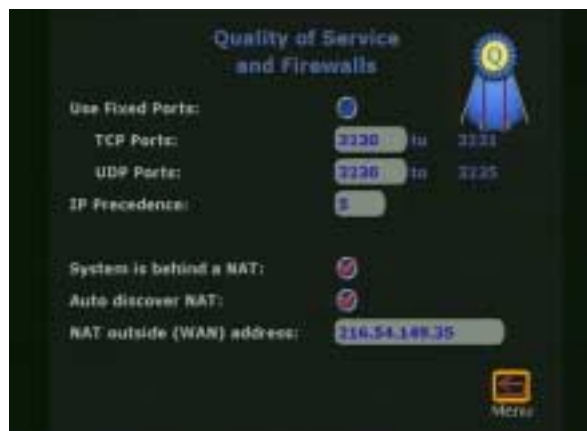 Quality of Service
and Firewalls
Q
Use Fixed Ports:
TCP Ports: 3230 to 3231
UDP Ports: 3230 to 3235
IP Precedence: 5
System is behind a NAT:
Auto discover NAT:
NAT outside (WAN) address: 216.54.149.35
Menu